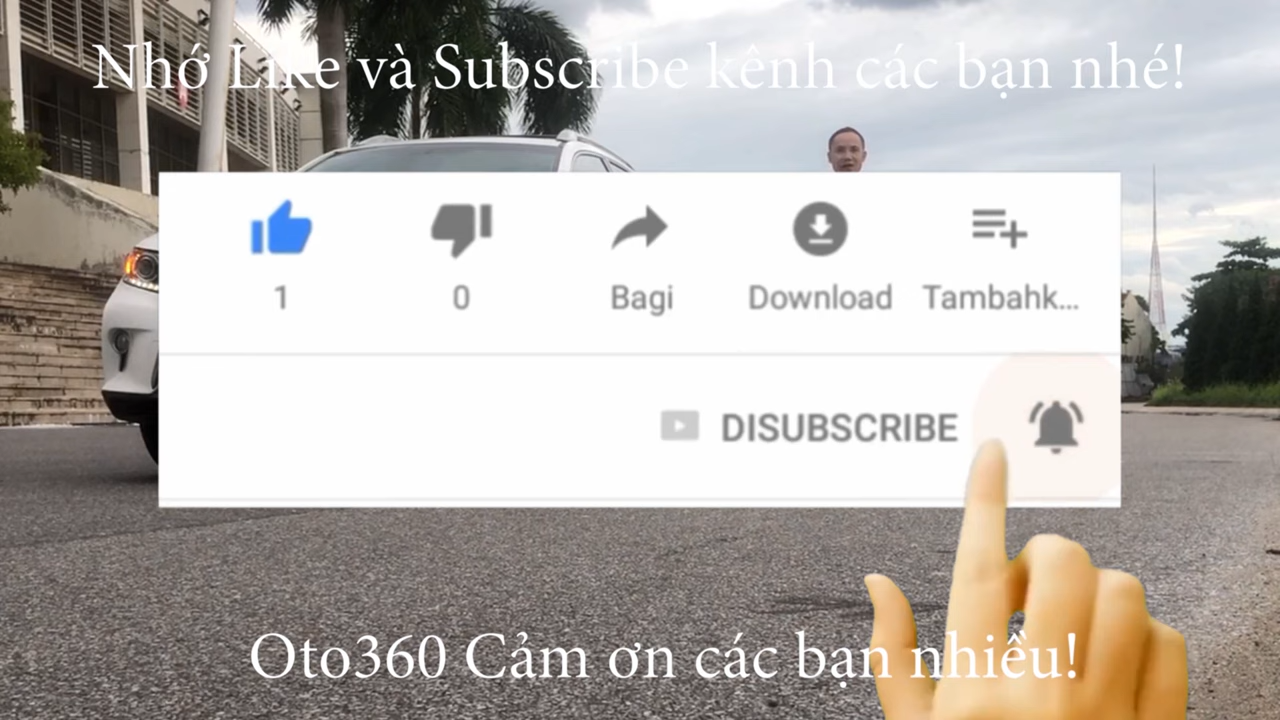 Nhớ Like và Subscribe kênh các bạn nhé!
1 0 Bagi Download Tambahk...
DISUBSCRIBE
Oto360 Cảm ơn các bạn nhiều!